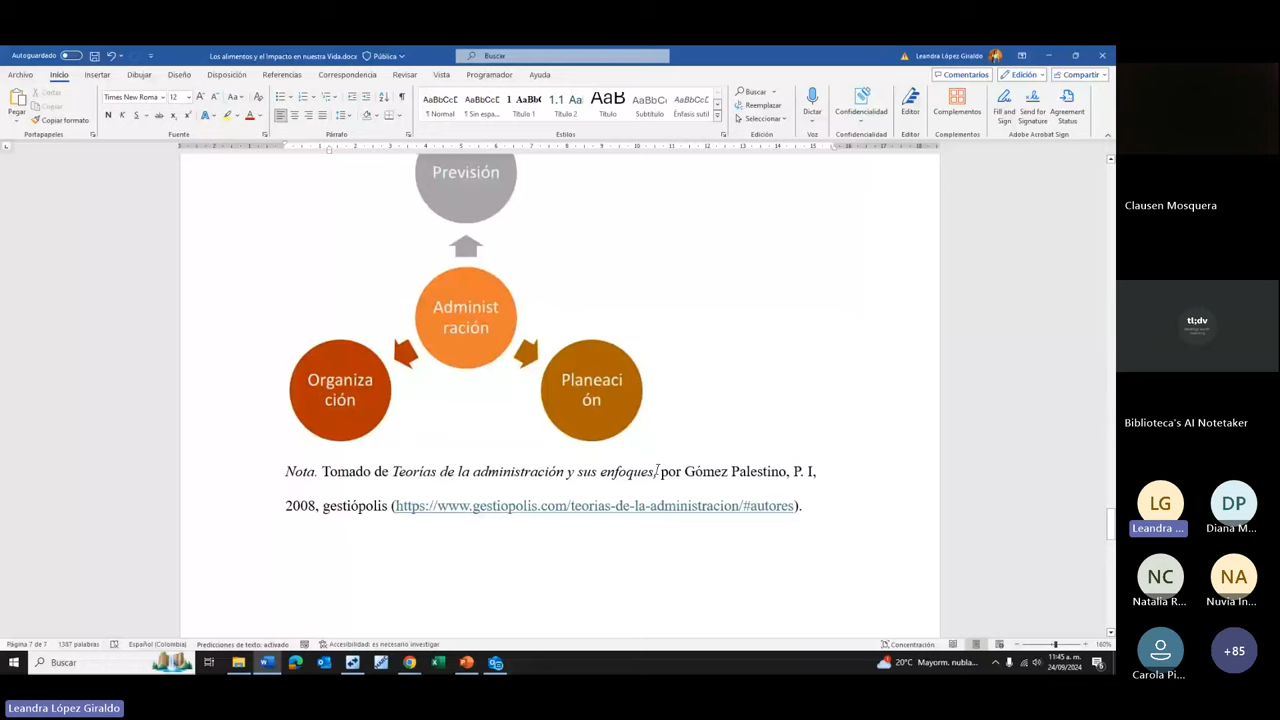 Autoguardado
Los alimentos y el Impacto en nuestra Vida.docx
Pública
Buscar
Leandra López Giraldo
Archivo Inicio Insertar Dibujar Diseño Disposición Referencias Correspondencia Revisar Vista Programador Ayuda
Comentarios Edición Compartir
Pegar
Cortar
Copiar
Copiar formato
Portapapeles
Times New Roma 12
N K S
Fuente
Párrafo
AaBbCcD AaBbCcD 1 AaBb( 1.1 Aa AaB AaBbC AaBbCcD
¶ Normal ¶ Sin espa... Título 1 Título 2 Título Subtítulo Énfasis sutil
Estilos
Buscar
Reemplazar
Seleccionar
Edición
Dictar
Voz
Confidencialidad
Confidencialidad
Editor
Editor
Complementos
Complementos
Fill and Sign
Send for Signature
Agreement Status
Adobe Acrobat Sign
Previsión
Administ
ración
Organiza
ción
Planeaci
ón
Nota. Tomado de Teorías de la administración y sus enfoques, por Gómez Palestino, P. I,
2008, gestiópolis (https://www.gestiopolis.com/teorias-de-la-administracion/#autores).
Página 7 de 7 1387 palabras Español (Colombia) Predicciones de texto: activado Accesibilidad: es necesario investigar
Concentración 160%
Buscar
20°C Mayorm. nubla...
11:45 a. m.
24/09/2024
Leandra López Giraldo
Clausen Mosquera
tl;dv
Biblioteca's AI Notetaker
LG
Leandra ...
DP
Diana M...
NC
Natalia R...
NA
Nuvia In...
Carola Pi...
+85